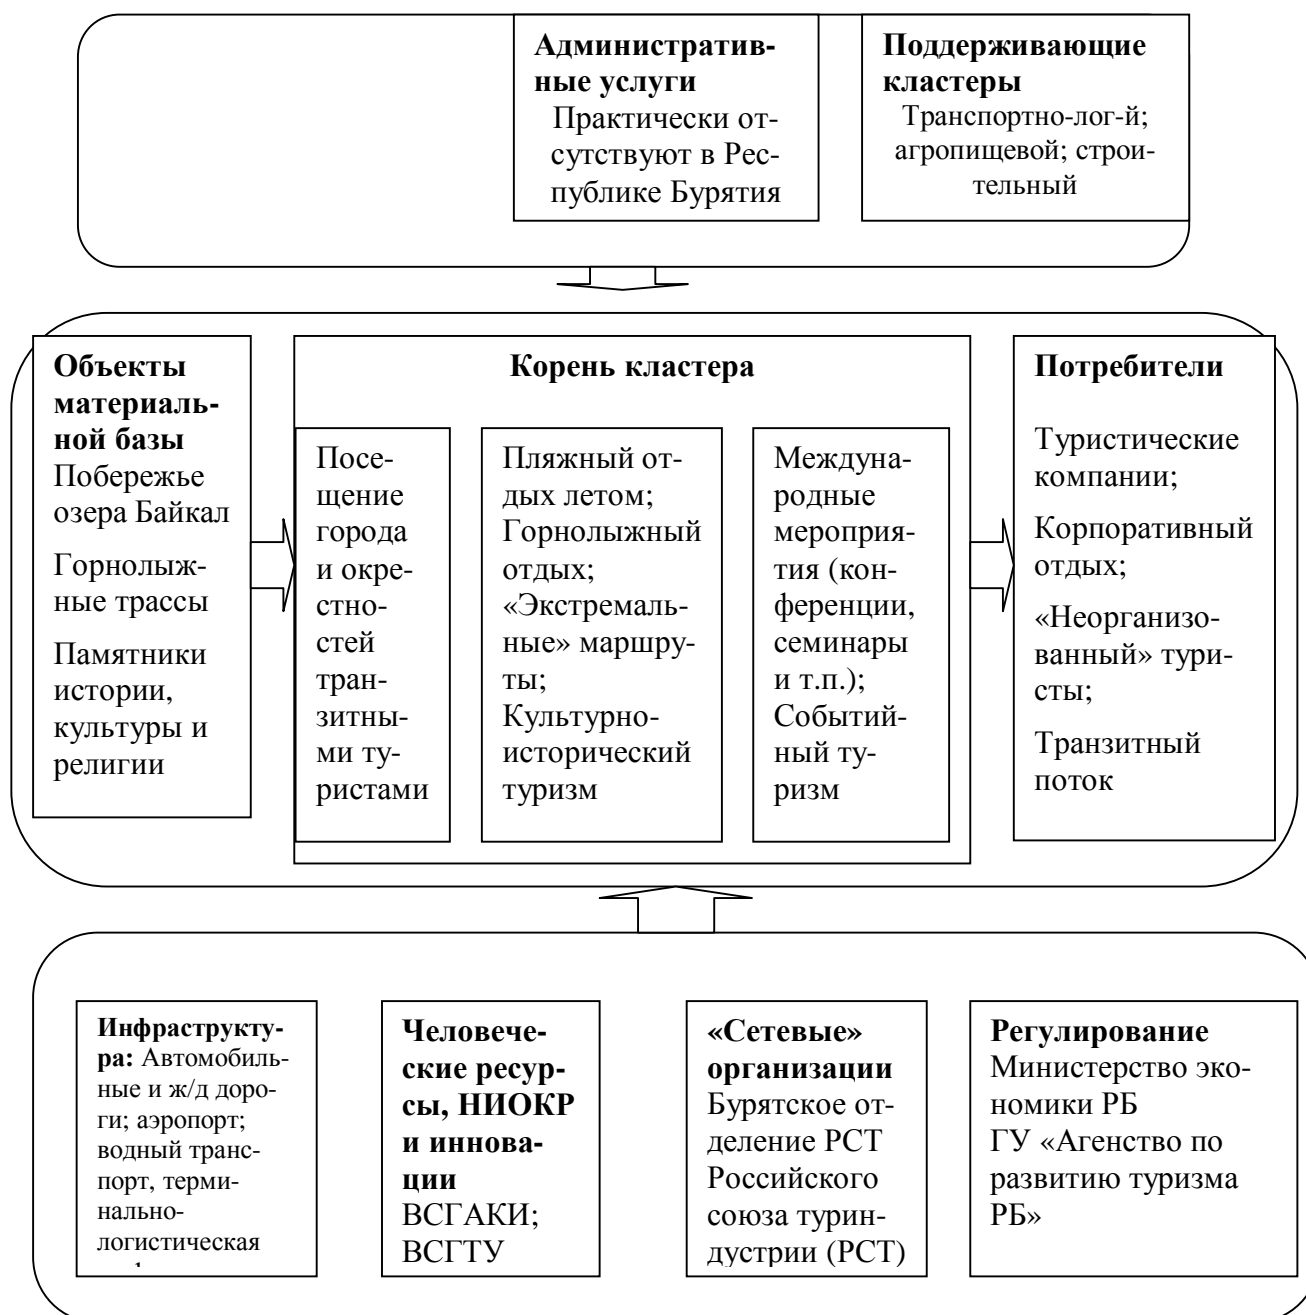 Административ-
ные услуги
Практически от-
сутствуют в Рес-
публике Бурятия
Поддерживающие
кластеры
Транспортно-лог-й;
агропищевой; строи-
тельный
Объекты
материаль-
ной базы
Побережье
озера Байкал
Горнолыж-
ные трассы
Памятники
истории,
культуры и
религии
Корень кластера
Посе-
щение
города
и окре-
стно-
стей
тран-
зитны-
ми ту-
ристами
Пляжный от-
дых летом;
Горнолыжный
отдых;
«Экстремаль-
ные» маршру-
ты;
Культурно-
исторический
туризм
Междуна-
родные
мероприя-
тия (кон-
ференции,
семинары
и т.п.);
Событий-
ный ту-
ризм
Потребители
Туристические
компании;
Корпоративный
отдых;
«Неорганизо-
ванный» тури-
сты;
Транзитный
поток
Инфраструкту-
ра: Автомобиль-
ные и ж/д доро-
ги; аэропорт;
водный транс-
порт, терми-
нально-
логистическая
Человече-
ские ресур-
сы, НИОКР
и иннова-
ции
ВСГАКИ;
ВСГТУ
«Сетевые»
организации
Бурятское от-
деление РСТ
Российского
союза турин-
дустрии (РСТ)
Регулирование
Министерство эко-
номики РБ
ГУ «Агенство по
развитию туризма
РБ»